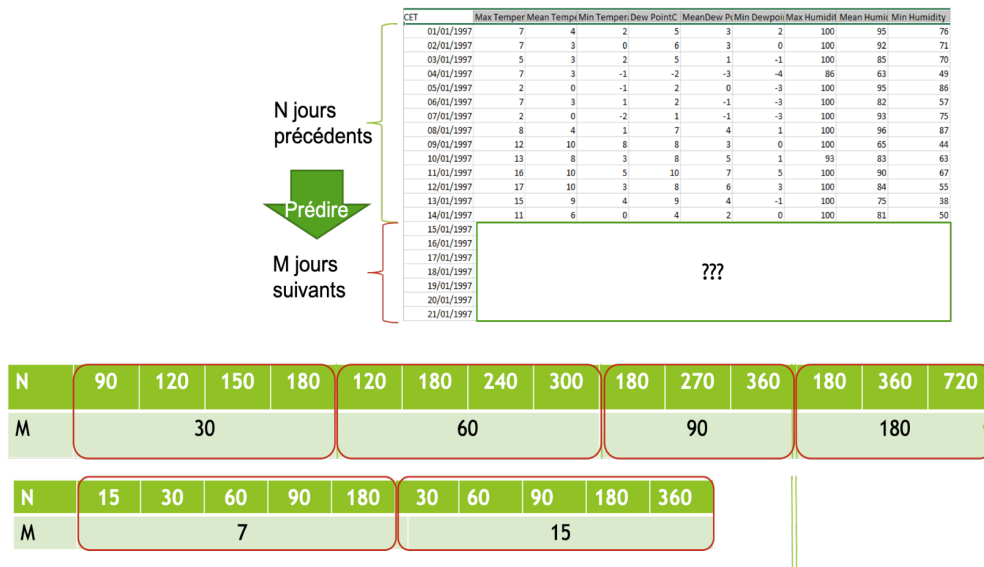 CET Max Temper Mean Tempe Min Temper Dew PointC MeanDew Po Min Dewpoi Max Humidit Mean Humid Min Humidity
01/01/1997 7 4 2 5 3 2 100 95 76
02/01/1997 7 3 0 6 3 0 100 92 71
03/01/1997 5 3 2 5 1 -1 100 85 70
04/01/1997 7 3 -1 -2 -3 -4 86 63 49
05/01/1997 2 0 -1 2 0 -3 100 95 86
06/01/1997 7 3 1 2 -1 -3 100 82 57
07/01/1997 2 0 -2 1 -1 -3 100 93 75
08/01/1997 8 4 1 7 4 1 100 96 87
09/01/1997 12 10 8 8 3 0 100 65 44
10/01/1997 13 8 3 8 5 1 93 83 63
11/01/1997 16 10 5 10 7 5 100 90 67
12/01/1997 17 10 3 8 6 3 100 84 55
13/01/1997 15 9 4 9 4 -1 100 75 38
14/01/1997 11 6 0 4 2 0 100 81 50
15/01/1997
16/01/1997
17/01/1997
18/01/1997
19/01/1997
20/01/1997
21/01/1997
???
N jours
précédents
Prédire
M jours
suivants
N 90 120 150 180 120 180 240 300 180 270 360 180 360 720
M 30 60 90 180
N 15 30 60 90 180 30 60 90 180 360
M 7 15